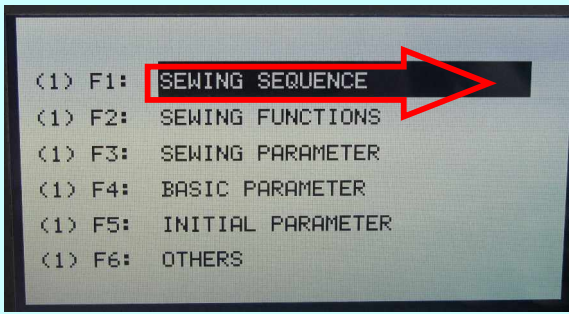 (1) F1: SEWING SEQUENCE
(1) F2: SEWING FUNCTIONS
(1) F3: SEWING PARAMETER
(1) F4: BASIC PARAMETER
(1) F5: INITIAL PARAMETER
(1) F6: OTHERS